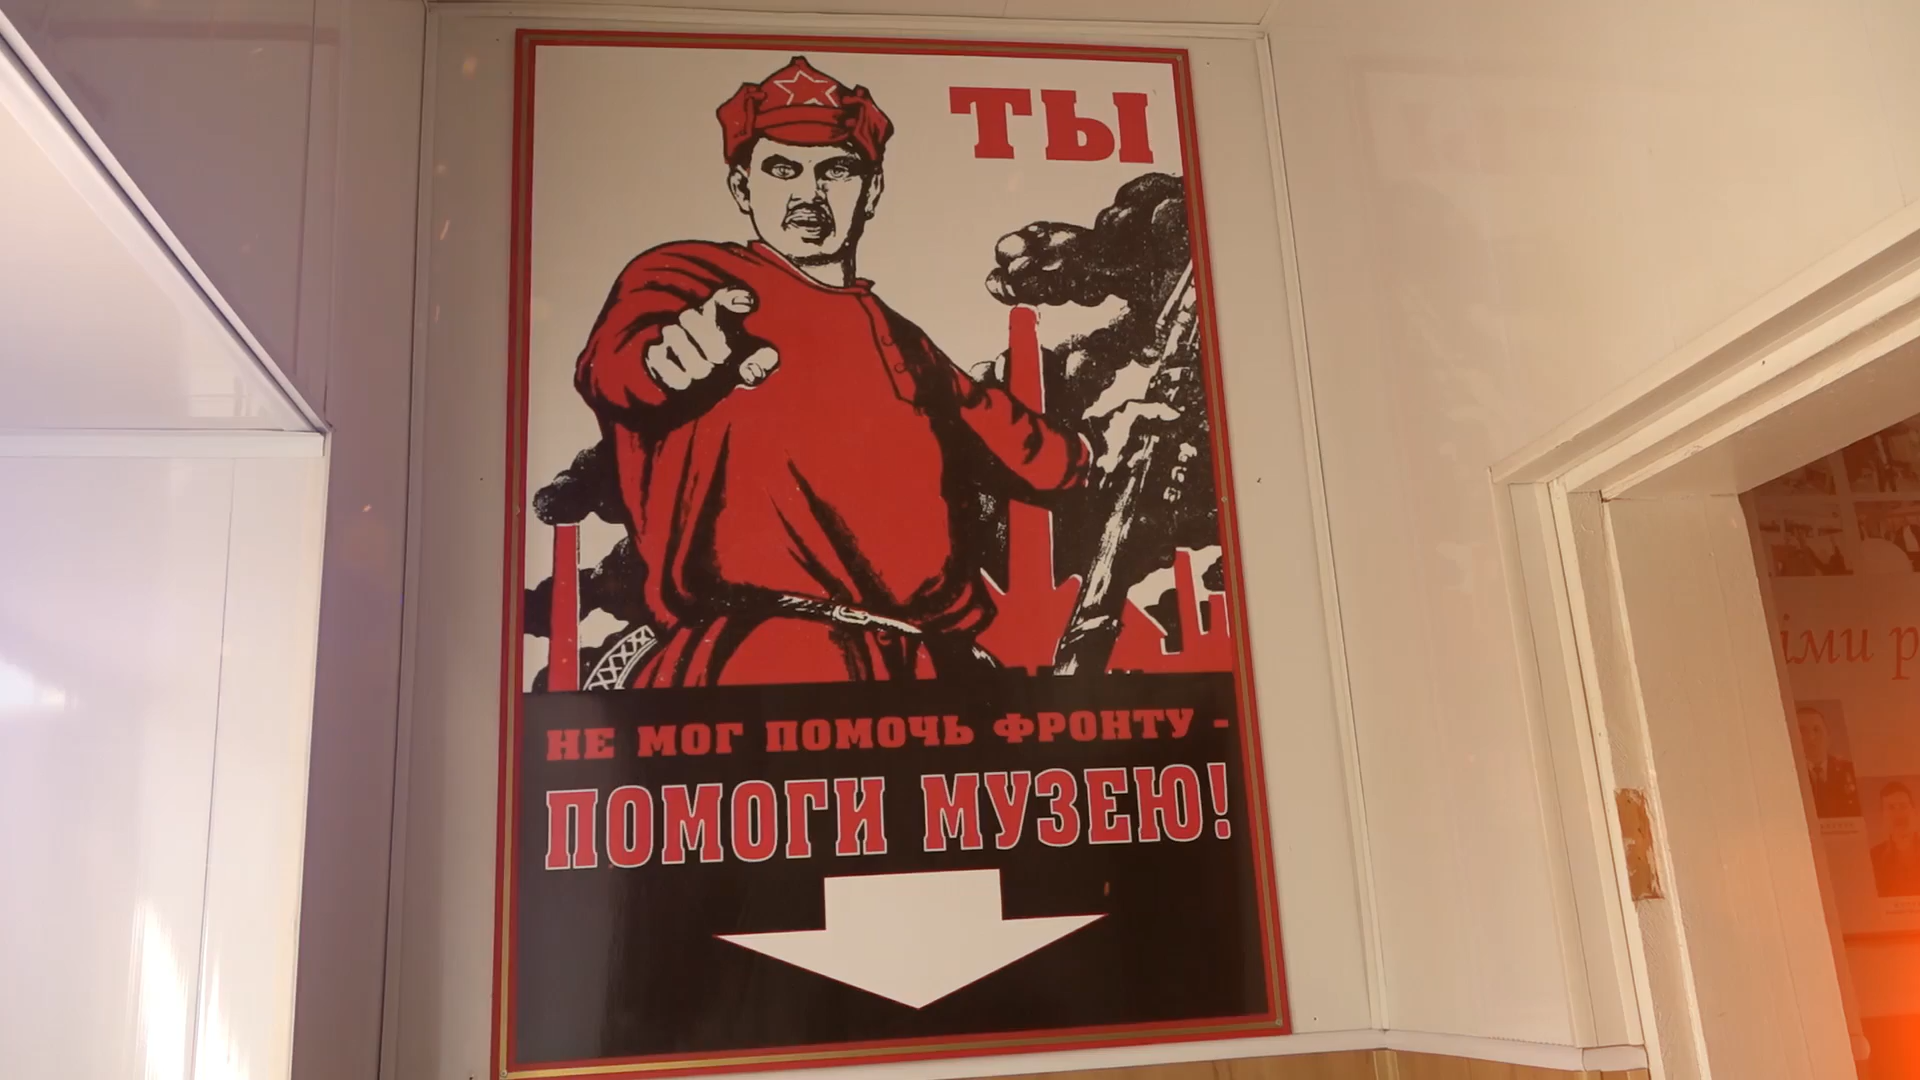 ТЫ
НЕ МОГ ПОМОЧЬ ФРОНТУ -
ПОМОГИ МУЗЕЮ!